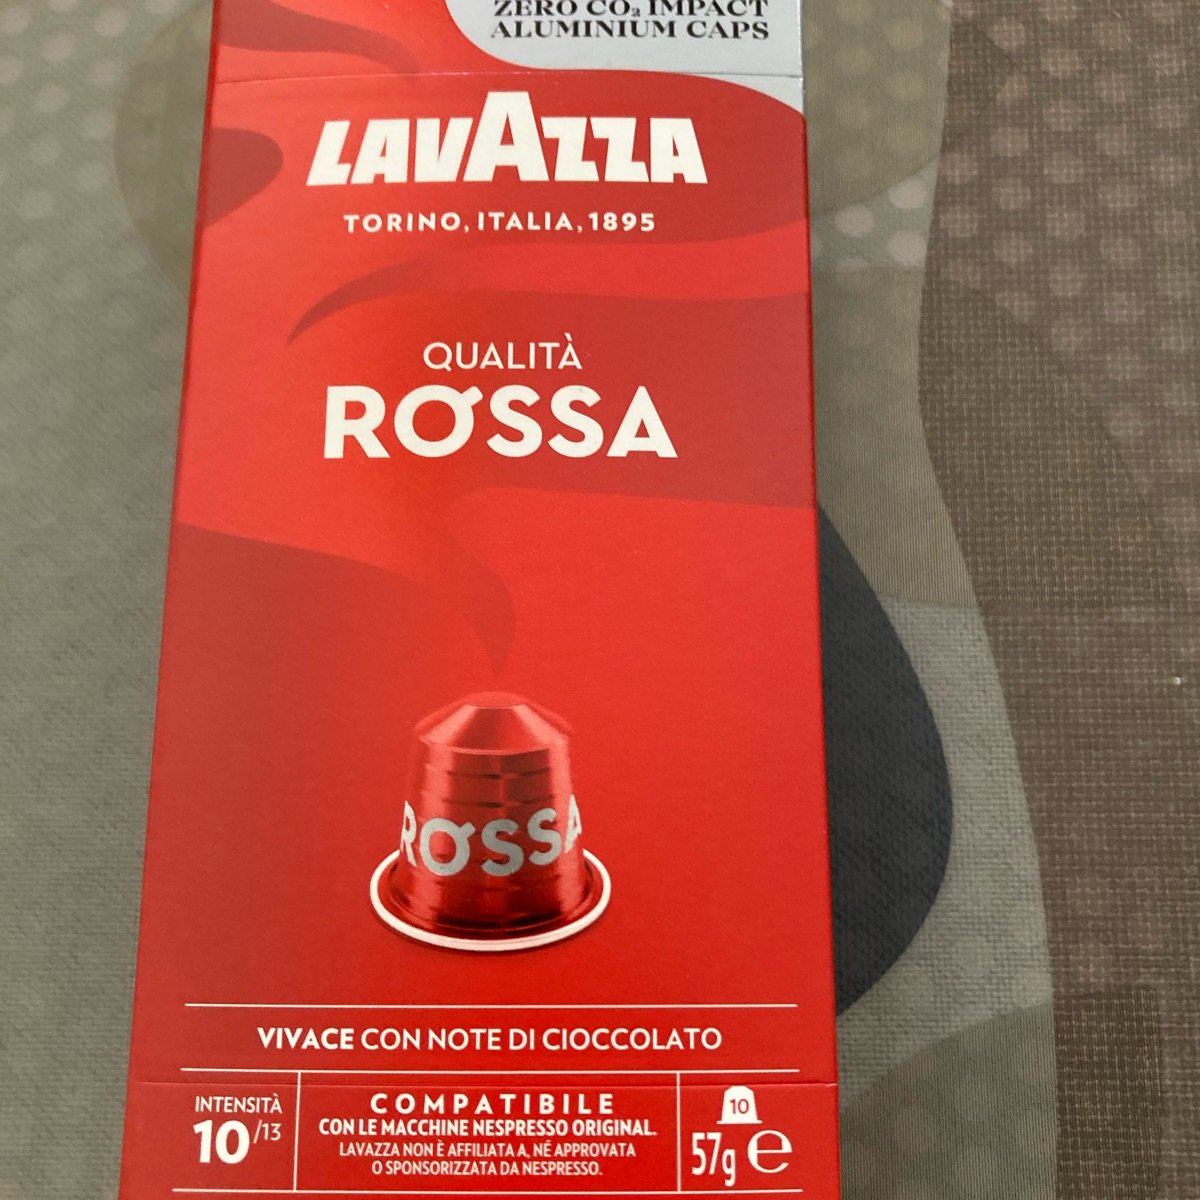 ZERO CO₂ IMPACT
ALUMINIUM CAPS
LAVAZZA
TORINO, ITALIA, 1895
QUALITÀ
ROSSA
ROSSA
VIVACE CON NOTE DI CIOCCOLATO
INTENSITÀ
10/13
COMPATIBILE
CON LE MACCHINE NESPRESSO ORIGINAL.
LAVAZZA NON È AFFILIATA A, NÉ APPROVATA
O SPONSORIZZATA DA NESPRESSO.
10
57g ℮